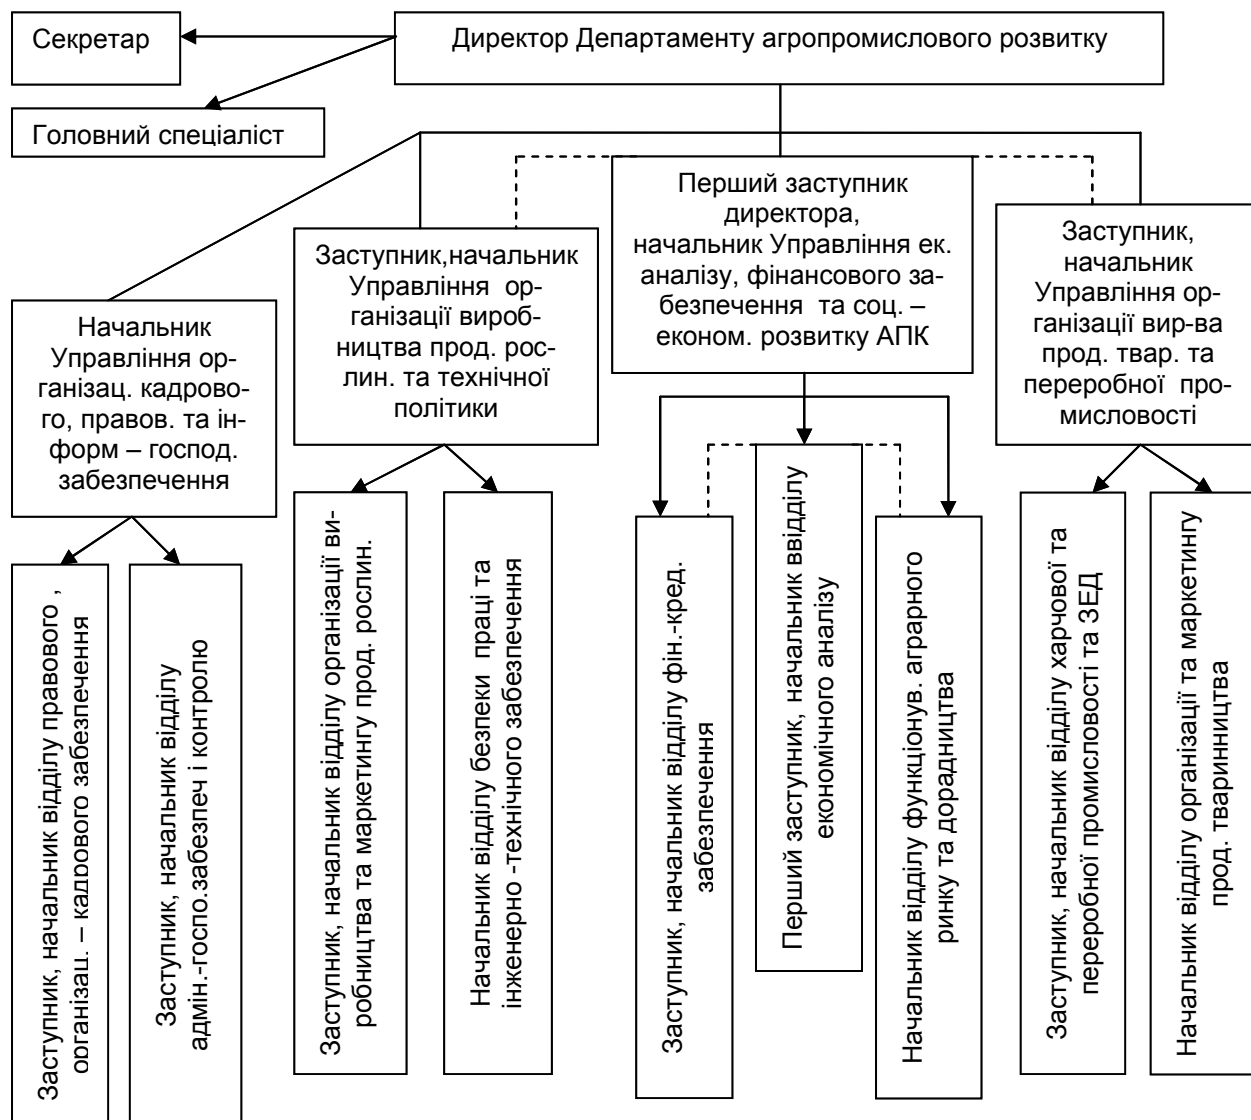 Секретар
Директор Департаменту агропромислового розвитку
Головний спеціаліст
Начальник
Управління ор-
ганізац. кадрово-
го, правов. та ін-
форм – господ.
забезпечення
Заступник,начальник
Управління ор-
ганізації вироб-
ництва прод. рос-
лин. та технічної
політики
Перший заступник
директора,
начальник Управління ек.
аналізу, фінансового за-
безпечення та соц. –
економ. розвитку АПК
Заступник,
начальник
Управління ор-
ганізації вир-ва
прод. твар. та
переробної про-
мисловості
Заступник, начальник відділу правового ,
організац. – кадрового забезпечення
Заступник, начальник відділу
адмін.-госпо.забезпеч і контролю
Заступник, начальник відділу організації ви-
робництва та маркетингу прод. рослин.
Начальник відділу безпеки праці та
інженерно -технічного забезпечення
Заступник, начальник відділу фін.-кред.
забезпечення
Перший заступник, начальник ввідділу
економічного аналізу
Начальник відділу функціонув. аграрного
ринку та дорадництва
Заступник, начальник відділу харчової та
переробної промисловості та ЗЕД
Начальник відділу організації та маркетингу
прод. тваринництва